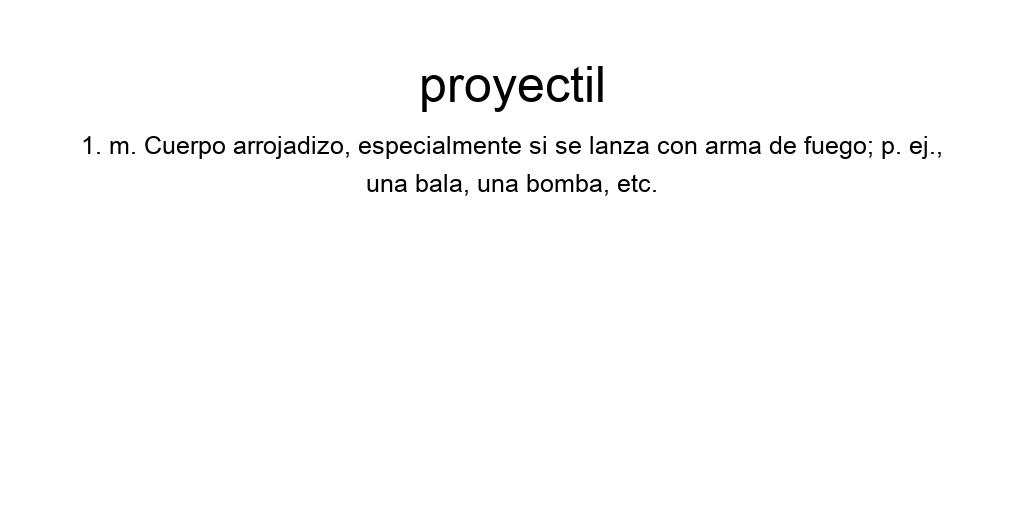 proyectil
1. m. Cuerpo arrojadizo, especialmente si se lanza con arma de fuego; p. ej.,
una bala, una bomba, etc.